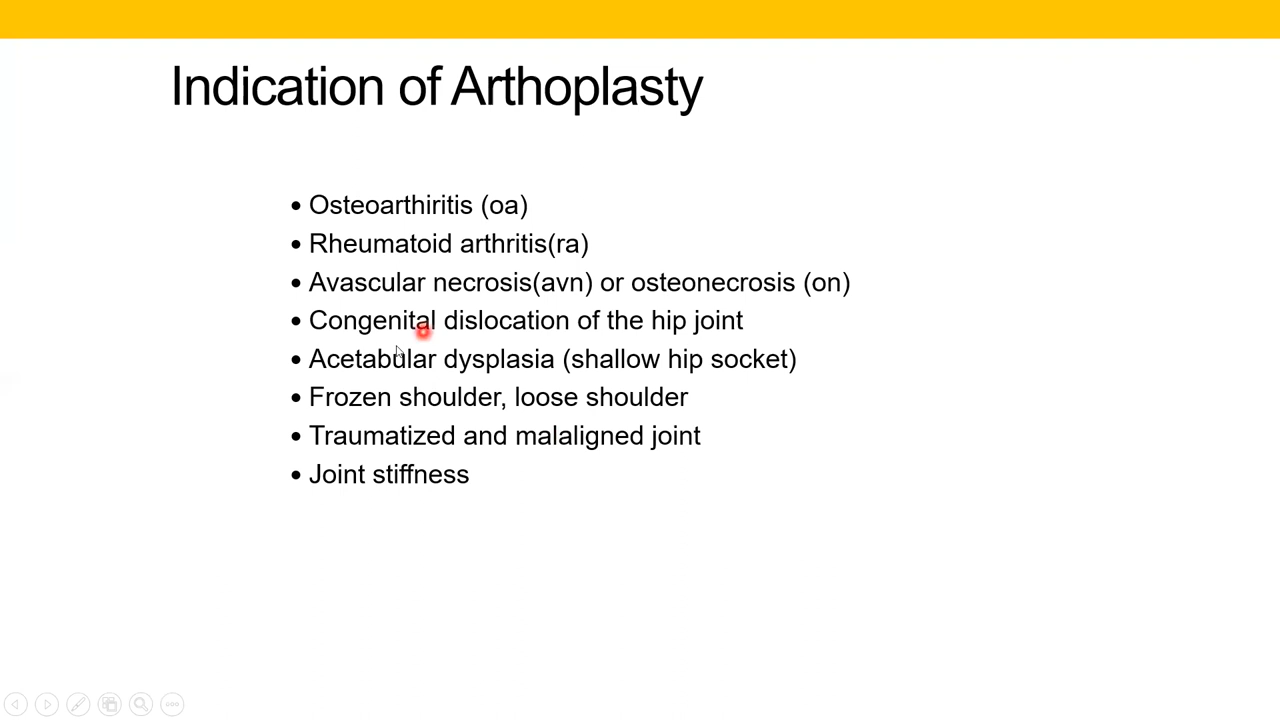 Indication of Arthoplasty
• Osteoarthiritis (oa)
• Rheumatoid arthritis(ra)
• Avascular necrosis(avn) or osteonecrosis (on)
• Congenital dislocation of the hip joint
• Acetabular dysplasia (shallow hip socket)
• Frozen shoulder, loose shoulder
• Traumatized and malaligned joint
• Joint stiffness